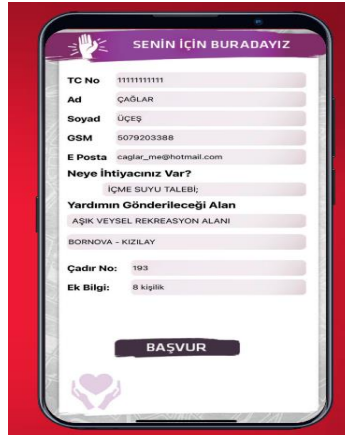 SENİN İÇİN BURADAYIZ
TC No 11111111111
Ad ÇAĞLAR
Soyad ÜÇEŞ
GSM 5079203388
E Posta caglar_me@hotmail.com
Neye İhtiyacınız Var?
İÇME SUYU TALEBİ;
Yardımın Gönderileceği Alan
AŞIK VEYSEL REKREASYON ALANI
BORNOVA - KIZILAY
Çadır No: 193
Ek Bilgi: 8 kişilik
BAŞVUR